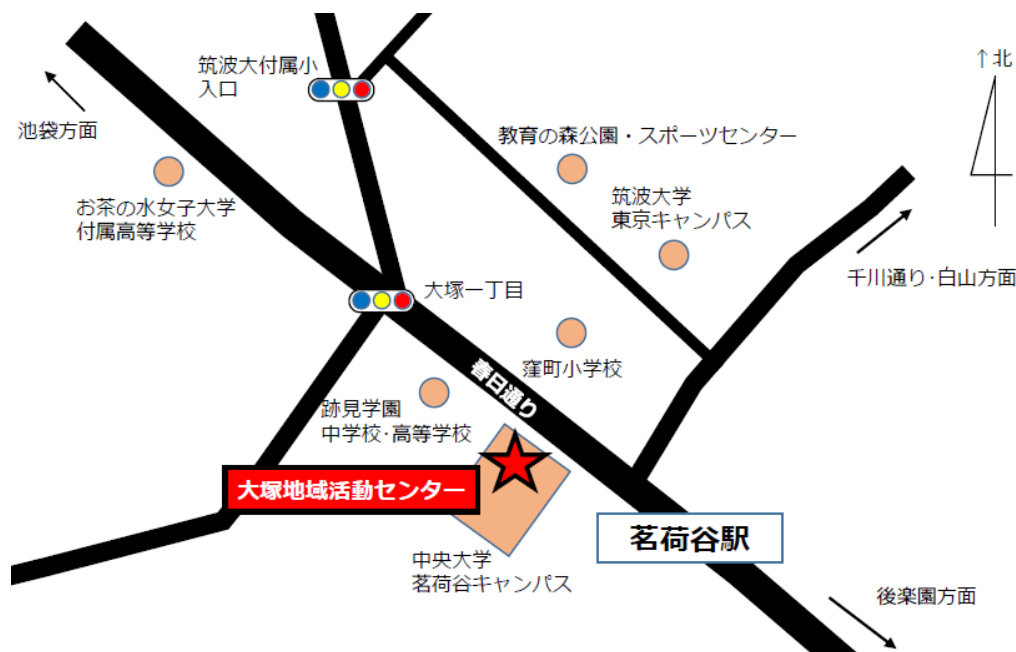 筑波大付属小
入口
↑北
池袋方面
教育の森公園・スポーツセンター
お茶の水女子大学
付属高等学校
筑波大学
東京キャンパス
千川通り・白山方面
大塚一丁目
窪町小学校
春日通り
跡見学園
中学校・高等学校
大塚地域活動センター
茗荷谷駅
中央大学
茗荷谷キャンパス
後楽園方面